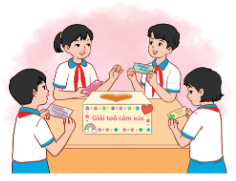 Giải toả cảm xúc